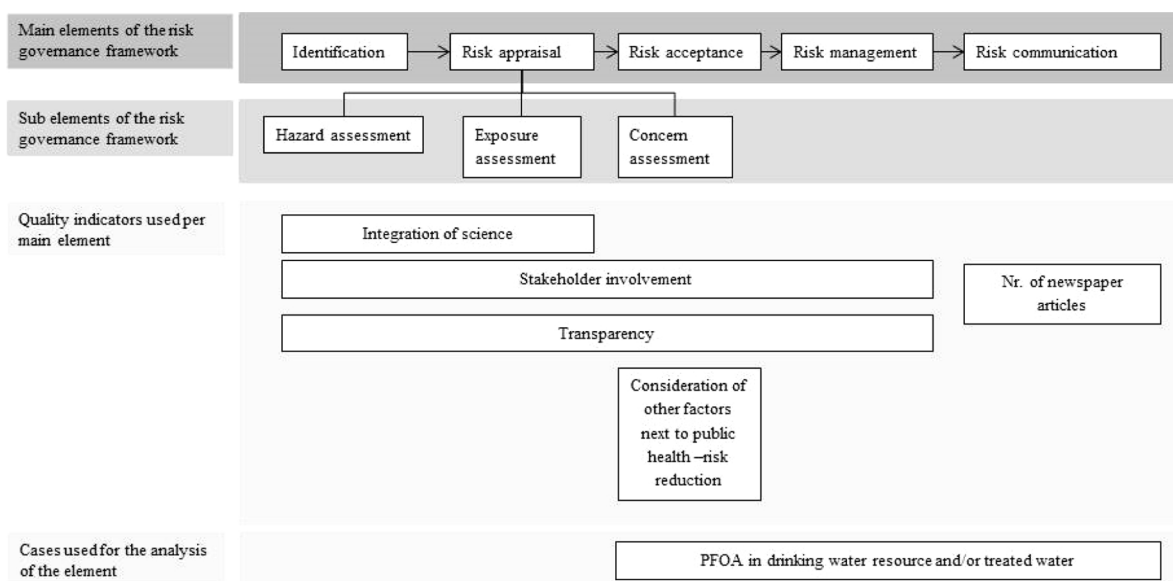 Main elements of the risk
governance framework
Identification
Risk appraisal
Risk acceptance
Risk management
Risk communication
Sub elements of the risk
governance framework
Hazard assessment
Exposure
assessment
Concern
assessment
Quality indicators used per
main element
Integration of science
Stakeholder involvement
Nr. of newspaper
articles
Transparency
Consideration of
other factors
next to public
health –risk
reduction
Cases used for the analysis
of the element
PFOA in drinking water resource and/or treated water